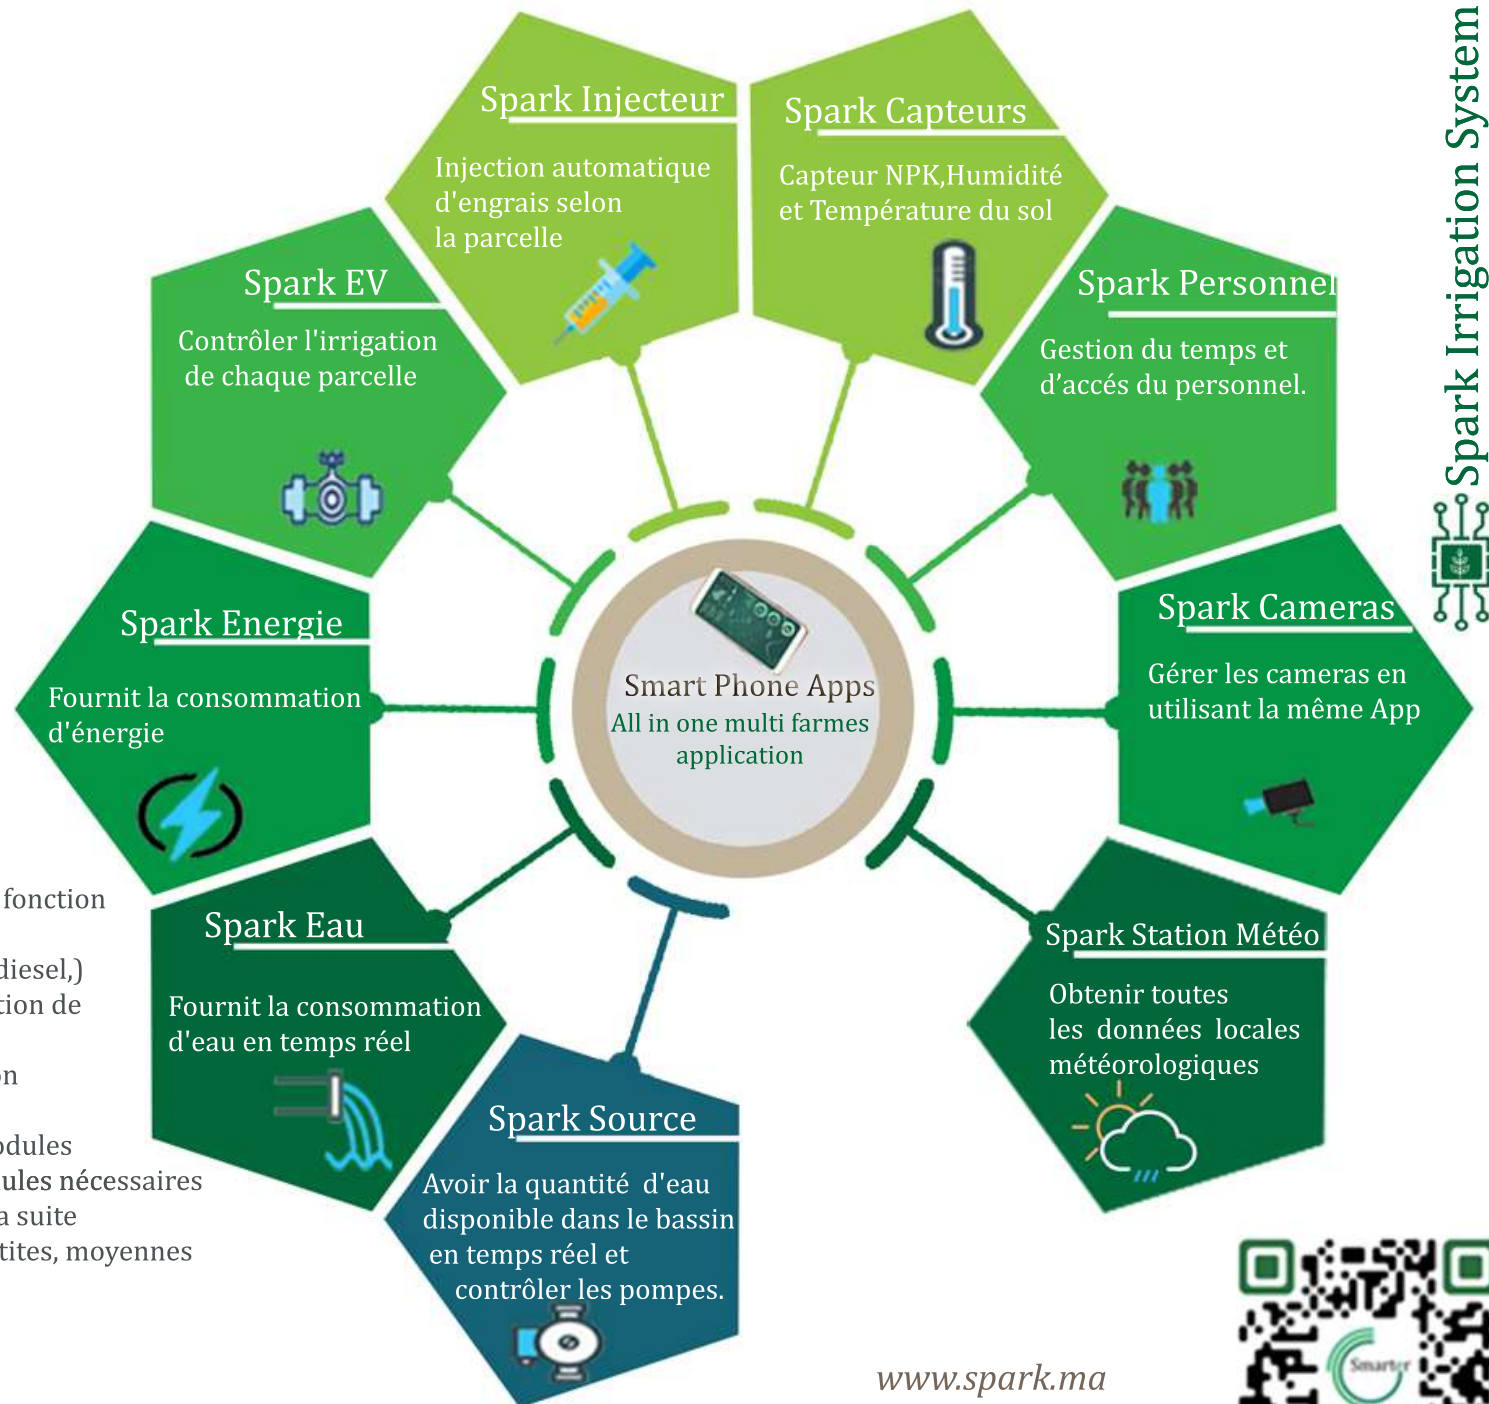 Spark Irrigation System
Spark Injecteur
Injection automatique
d'engrais selon
la parcelle
Spark Capteurs
Capteur NPK,Humidité
et Température du sol
Spark EV
Contrôler l'irrigation
de chaque parcelle
Spark Personnel
Gestion du temps et
d’accés du personnel.
Spark Energie
Fournit la consommation
d'énergie
Smart Phone Apps
All in one multi farmes
application
Spark Cameras
Gérer les cameras en
utilisant la même App
Spark Eau
Fournit la consommation
d'eau en temps réel
Spark Station Météo
Obtenir toutes
les données locales
météorologiques
Spark Source
Avoir la quantité d'eau
disponible dans le bassin
en temps réel et
contrôler les pompes.
fonction
diesel,)
tion de
on
odules
ules nécessaires
a suite
tites, moyennes
www.spark.ma
Smarter